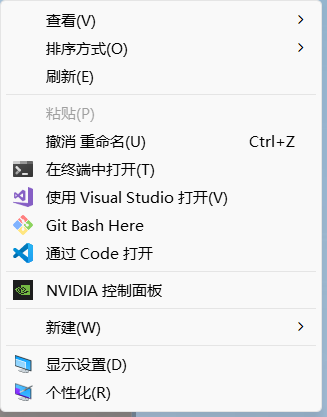 查看(V)
排序方式(O)
刷新(E)
粘贴(P)
撤消 重命名(U) Ctrl+Z
在终端中打开(T)
使用 Visual Studio 打开(V)
Git Bash Here
通过 Code 打开
NVIDIA 控制面板
新建(W)
显示设置(D)
个性化(R)